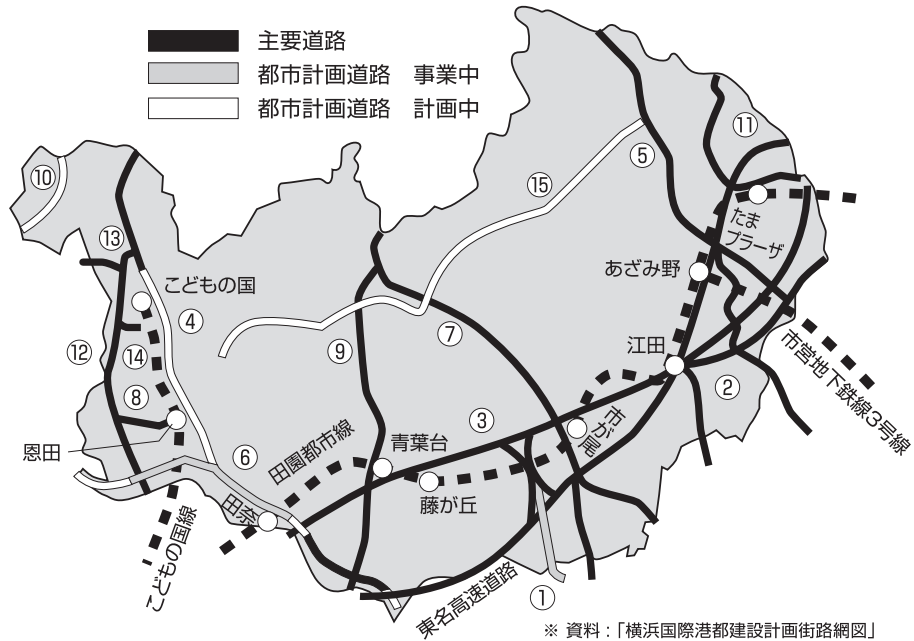 主要道路
都市計画道路 事業中
都市計画道路 計画中
⑪
⑤
⑩
⑮
たま
プラーザ
⑬
あざみ野
こどもの国
④
⑦
市営地下鉄線3号線
江田
⑫
⑨
⑭
②
⑧
③
市が尾
恩田
⑥
田園都市線
青葉台
藤が丘
田奈
こどもの国線
東名高速道路
①
※ 資料：「横浜国際港都建設計画街路網図」